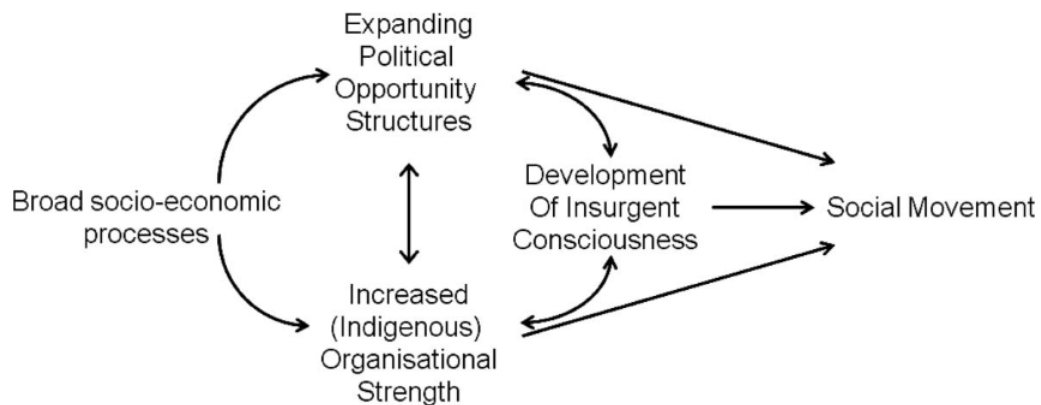 Expanding
Political
Opportunity
Structures
Broad socio-economic
processes
Development
Of Insurgent
Consciousness
Social Movement
Increased
(Indigenous)
Organisational
Strength